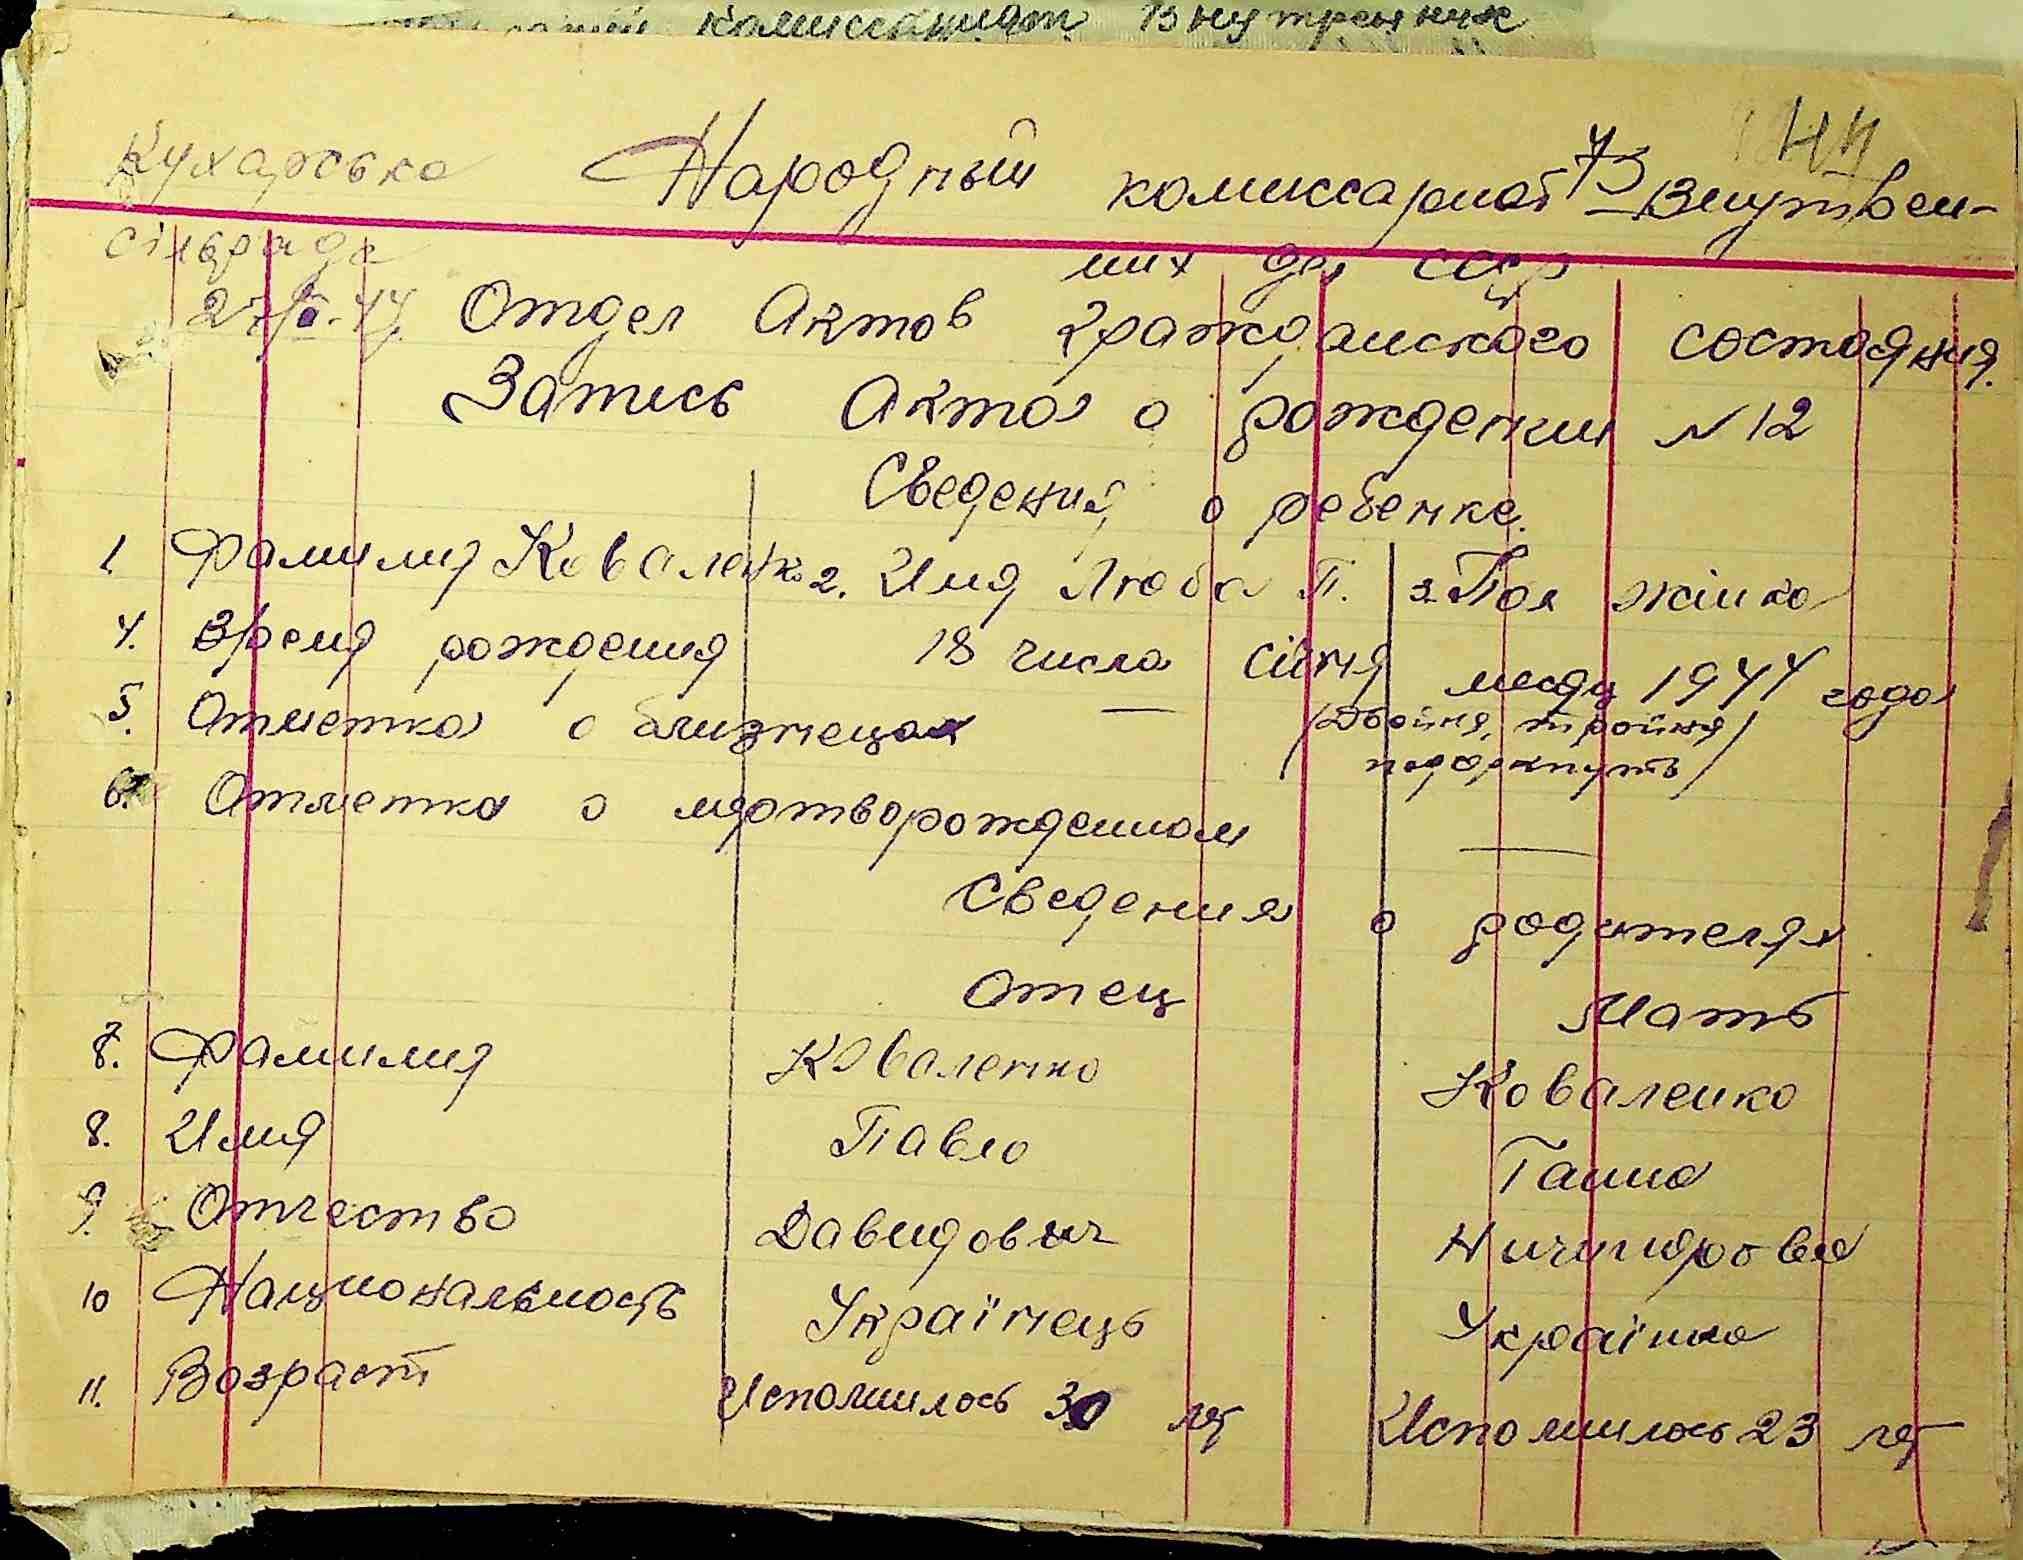 комиссариат Внутренних
Кухарська Народный комиссариат Внутрен-
73
сільрада них дел СССР
Отдел Актов Гражданского состояния.
Запись Акта о рождении N 12
Сведения о ребенке.
1. Фамилия Коваленко 2. Имя Люба П. 3 Пол жінка
4. Время рождения 18 числа січня месяц 1944 года
5. Отметка о близнецах — /Двойня, тройня
подчеркнуть/
6. Отметка о мертворожденном —
Сведения о родителях
Отец Мать
7. Фамилия Коваленко Коваленко
8. Имя Павло Ганна
9. Отчество Давидович Ничипоровна
10 Национальность Українець Українка
11. Возраст Исполнилось 30 лет Исполнилось 23 лет